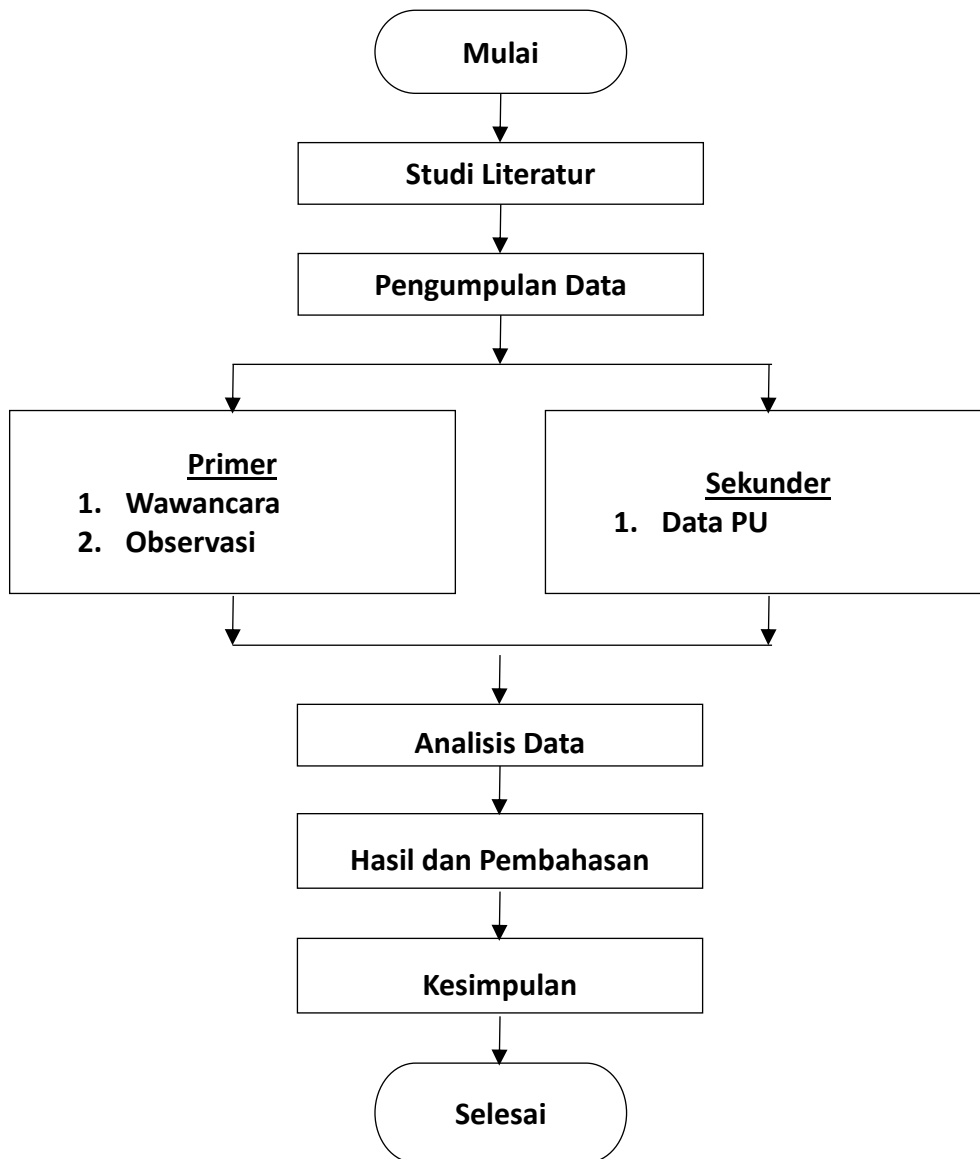 Mulai
Studi Literatur
Pengumpulan Data
Primer
1. Wawancara
2. Observasi
Sekunder
1. Data PU
Analisis Data
Hasil dan Pembahasan
Kesimpulan
Selesai